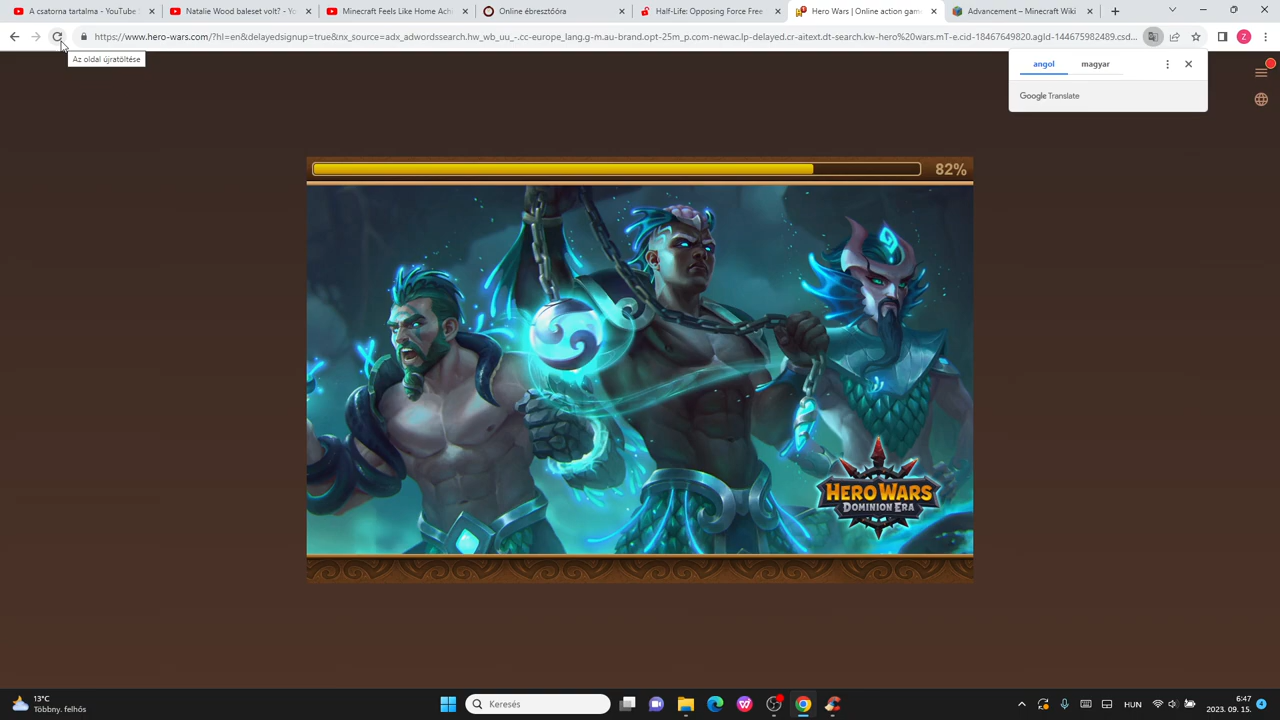 A csatorna tartalma - YouTube
Natalie Wood baleset volt? - Yo
Minecraft Feels Like Home Achi
Online ébresztőóra
Half-Life: Opposing Force Free
Hero Wars | Online action gam
Advancement – Minecraft Wiki
https://www.hero-wars.com/?hl=en&delayedsignup=true&nx_source=adx_adwordssearch.hw_wb_uu_-.cc-europe_lang.g-m.au-brand.opt-25m_p.com-newac.lp-delayed.cr-aitext.dt-search.kw-hero%20wars.mT-e.cid-18467649820.agId-144675982489.csd...
Z
Az oldal újratöltése
angol
magyar
Google Translate
82%
HERO WARS
DOMINION ERA
13°C
Többny. felhős
Keresés
HUN
6:47
2023. 09. 15.
4